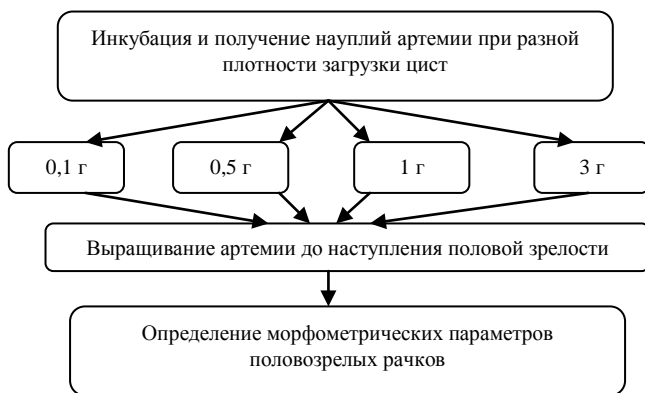 Инкубация и получение науплий артемии при разной
плотности загрузки цист
0,1 г
0,5 г
1 г
3 г
Выращивание артемии до наступления половой зрелости
Определение морфометрических параметров
половозрелых рачков